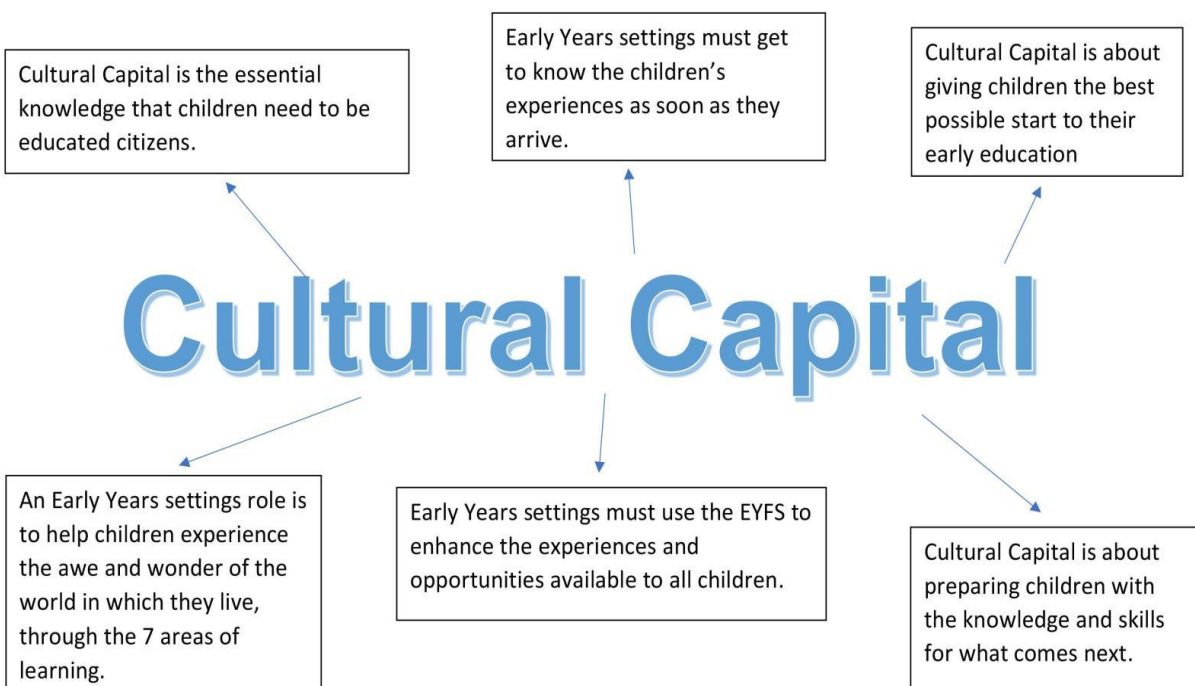 Cultural Capital is the essential
knowledge that children need to be
educated citizens.
Early Years settings must get
to know the children’s
experiences as soon as they
arrive.
Cultural Capital is about
giving children the best
possible start to their
early education
Cultural Capital
An Early Years settings role is
to help children experience
the awe and wonder of the
world in which they live,
through the 7 areas of
learning.
Early Years settings must use the EYFS to
enhance the experiences and
opportunities available to all children.
Cultural Capital is about
preparing children with
the knowledge and skills
for what comes next.